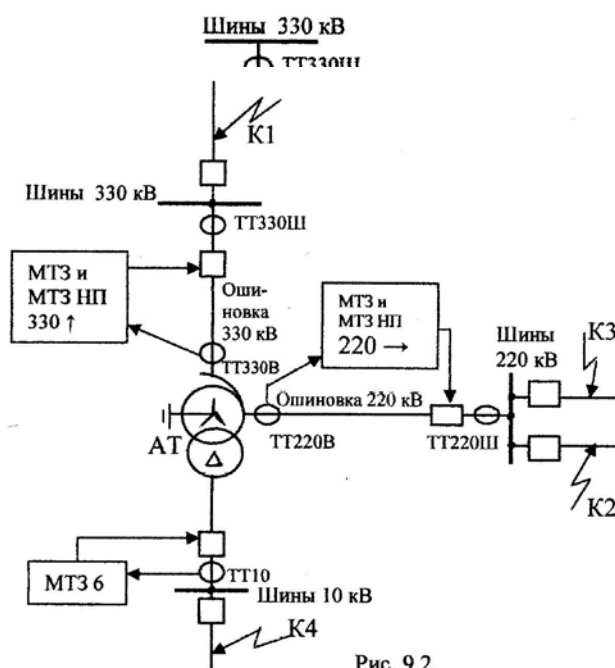 Шины 330 кВ
ТТ330Ш
К1
Шины 330 кВ
ТТ330Ш
МТЗ и
МТЗ НП
330 ↑
Оши-
новка
330 кВ
ТТ330В
МТЗ и
МТЗ НП
220 →
Шины
220 кВ
К3
Ошиновка 220 кВ
АТ
ТТ220В
ТТ220Ш
К2
МТЗ 6
ТТ10
Шины 10 кВ
К4
Рис. 9.2.